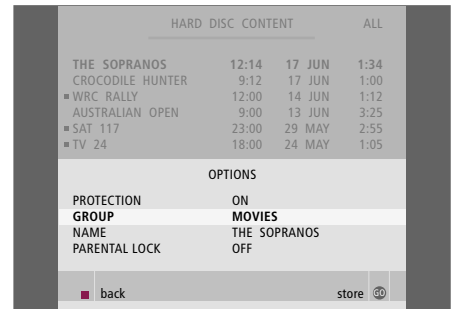 HARD DISC CONTENT ALL
THE SOPRANOS 12:14 17 JUN 1:34
CROCODILE HUNTER 9:12 17 JUN 1:00
WRC RALLY 12:00 14 JUN 1:12
AUSTRALIAN OPEN 9:00 13 JUN 3:25
SAT 117 23:00 29 MAY 2:55
TV 24 18:00 24 MAY 1:05
OPTIONS
PROTECTION ON
GROUP MOVIES
NAME THE SOPRANOS
PARENTAL LOCK OFF
back store GO